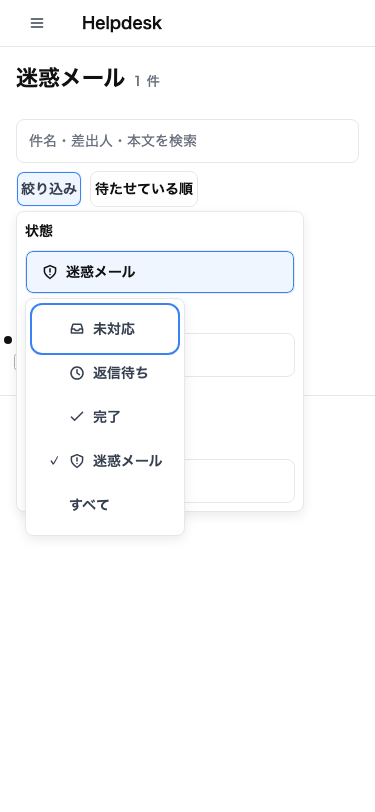 Helpdesk
迷惑メール 1 件
件名・差出人・本文を検索
絞り込み 待たせている順
状態
迷惑メール
未対応
返信待ち
完了
迷惑メール
すべて